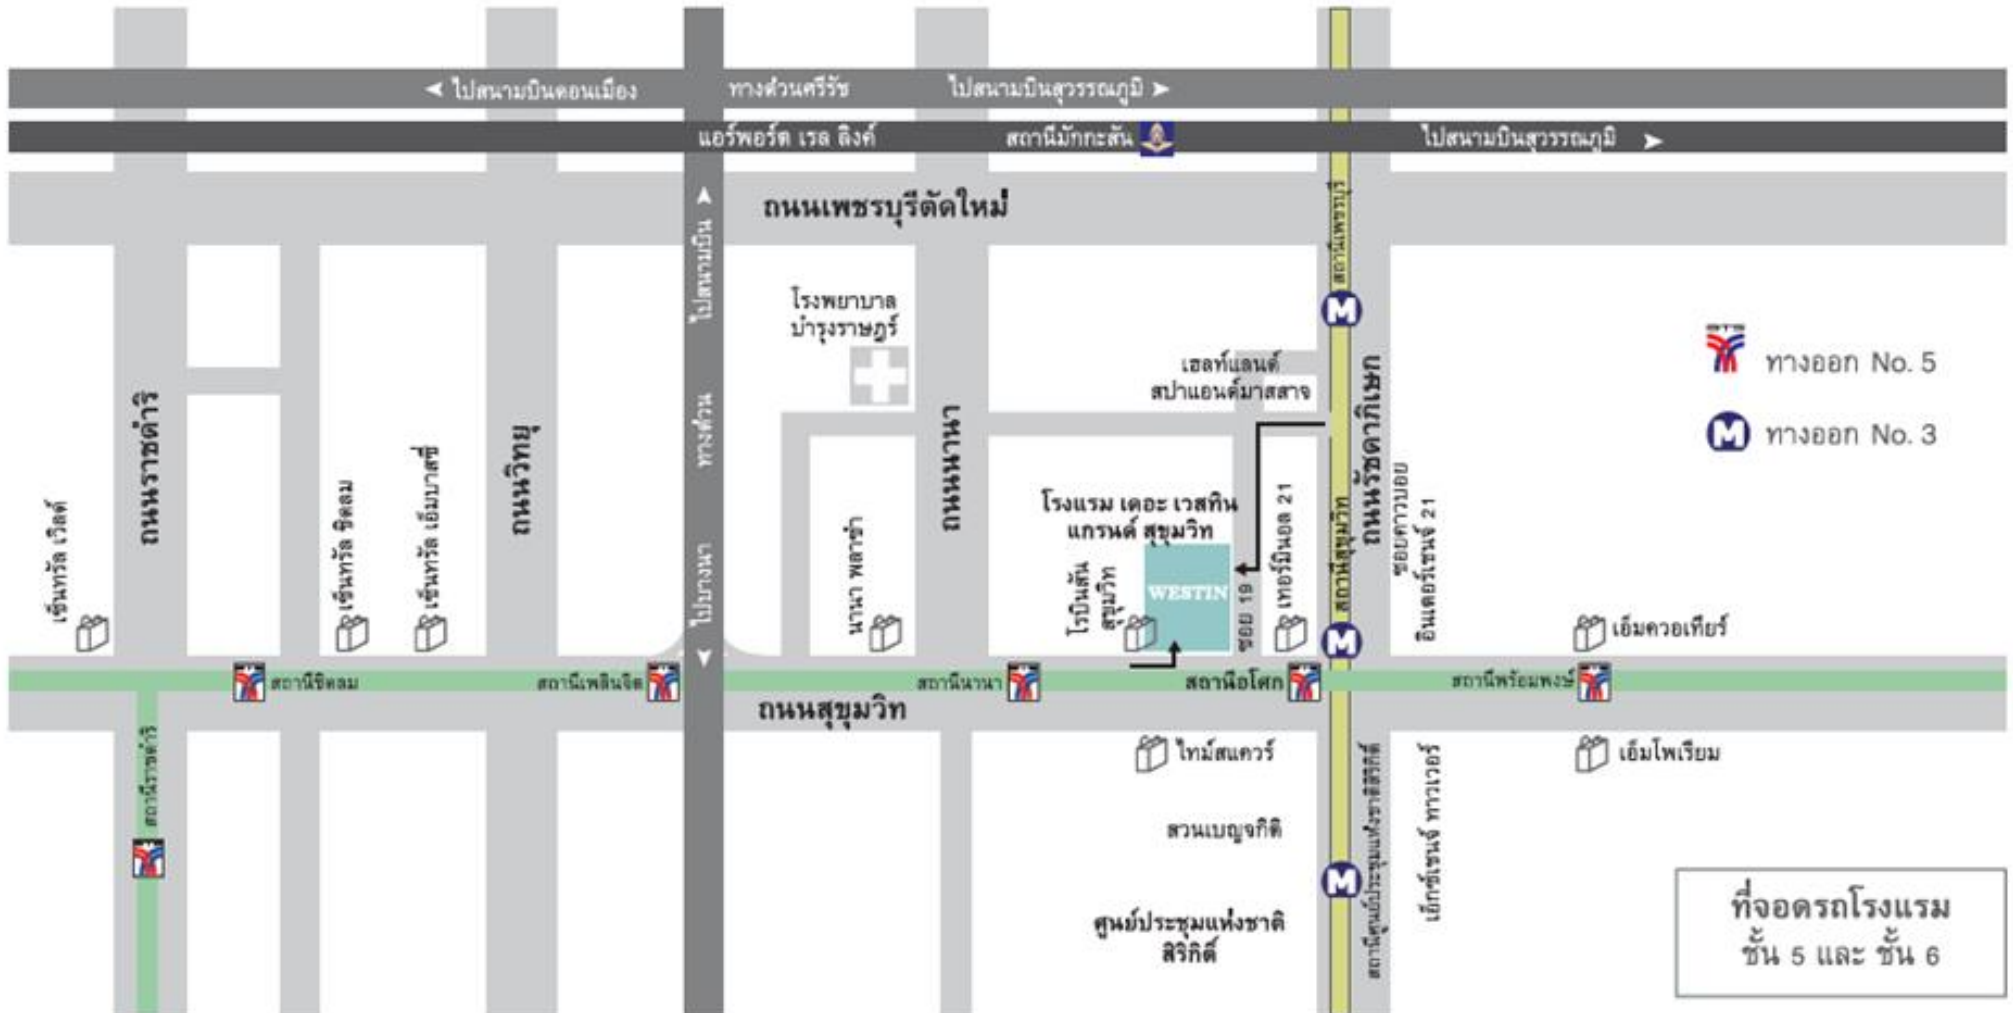 ไปสนามบินดอนเมือง
ทางด่วนศรีรัช
ไปสนามบินสุวรรณภูมิ
แอร์พอร์ต เรล ลิงค์
สถานีมักกะสัน
ไปสนามบินสุวรรณภูมิ
ถนนเพชรบุรีตัดใหม่
สถานีเพชรบุรี
ไปสนามบิน
ทางด่วน
ไปบางนา
โรงพยาบาล
บำรุงราษฎร์
เฮลท์แลนด์
สปาแอนด์มาสสาจ
BTS
ทางออก No. 5
M
ทางออก No. 3
M
เซ็นทรัล เวิลด์
ถนนราชดำริ
เซ็นทรัล ชิดลม
เซ็นทรัล เอ็มบาสซี่
ถนนวิทยุ
นานา พลาซ่า
ถนนนานา
โรงแรม เดอะ เวสทิน
แกรนด์ สุขุมวิท
โรบินสัน
สุขุมวิท
WESTIN
ซอย 19
เทอร์มินอล 21
สถานีสุขุมวิท
M
ถนนรัชดาภิเษก
ซอยคาวบอย
อินเตอร์เชนจ์ 21
เอ็มควอเทียร์
สถานีชิดลม
สถานีเพลินจิต
สถานีนานา
สถานีอโศก
สถานีพร้อมพงษ์
ถนนสุขุมวิท
สถานีราชดำริ
ไทม์สแควร์
เอ็มโพเรียม
สวนเบญจกิติ
ศูนย์ประชุมแห่งชาติ
สิริกิติ์
M
สถานีศูนย์ประชุมแห่งชาติสิริกิติ์
เอ็กซ์เชนจ์ ทาวเวอร์
ที่จอดรถโรงแรม
ชั้น 5 และ ชั้น 6